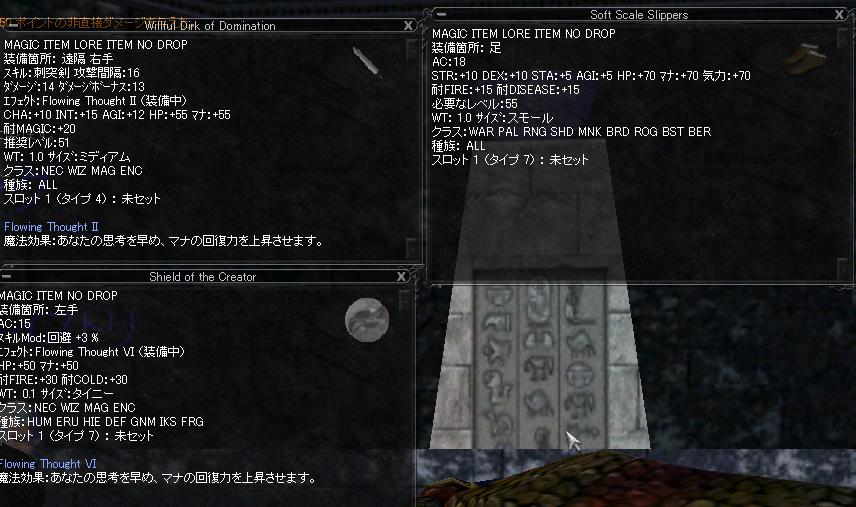 50 ポイントの非直接ダメージを
Willful Dirk of Domination
MAGIC ITEM LORE ITEM NO DROP
装備箇所: 遠隔 右手
スキル:刺突剣 攻撃間隔:16
ダメージ:14 ダメージボーナス:13
エフェクト:Flowing Thought II (装備中)
CHA:+10 INT:+15 AGI:+12 HP:+55 マナ:+55
耐MAGIC:+20
推奨レベル:51
WT: 1.0 サイズ:ミディアム
クラス:NEC WIZ MAG ENC
種族: ALL
スロット 1 (タイプ 4) : 未セット
Flowing Thought II
魔法効果:あなたの思考を早め、マナの回復力を上昇させます。
Soft Scale Slippers
MAGIC ITEM LORE ITEM NO DROP
装備箇所: 足
AC:18
STR:+10 DEX:+10 STA:+5 AGI:+5 HP:+70 マナ:+70 気力:+70
耐FIRE:+15 耐DISEASE:+15
必要なレベル:55
WT: 1.0 サイズ:スモール
クラス:WAR PAL RNG SHD MNK BRD ROG BST BER
種族: ALL
スロット 1 (タイプ 7) : 未セット
Shield of the Creator
MAGIC ITEM NO DROP
装備箇所: 左手
AC:15
スキルMod:回避 +3 %
エフェクト:Flowing Thought VI (装備中)
HP:+50 マナ:+50
耐FIRE:+30 耐COLD:+30
WT: 0.1 サイズ:タイニー
クラス:NEC WIZ MAG ENC
種族:HUM ERU HIE DEF GNM IKS FRG
スロット 1 (タイプ 7) : 未セット
Flowing Thought VI
魔法効果:あなたの思考を早め、マナの回復力を上昇させます。